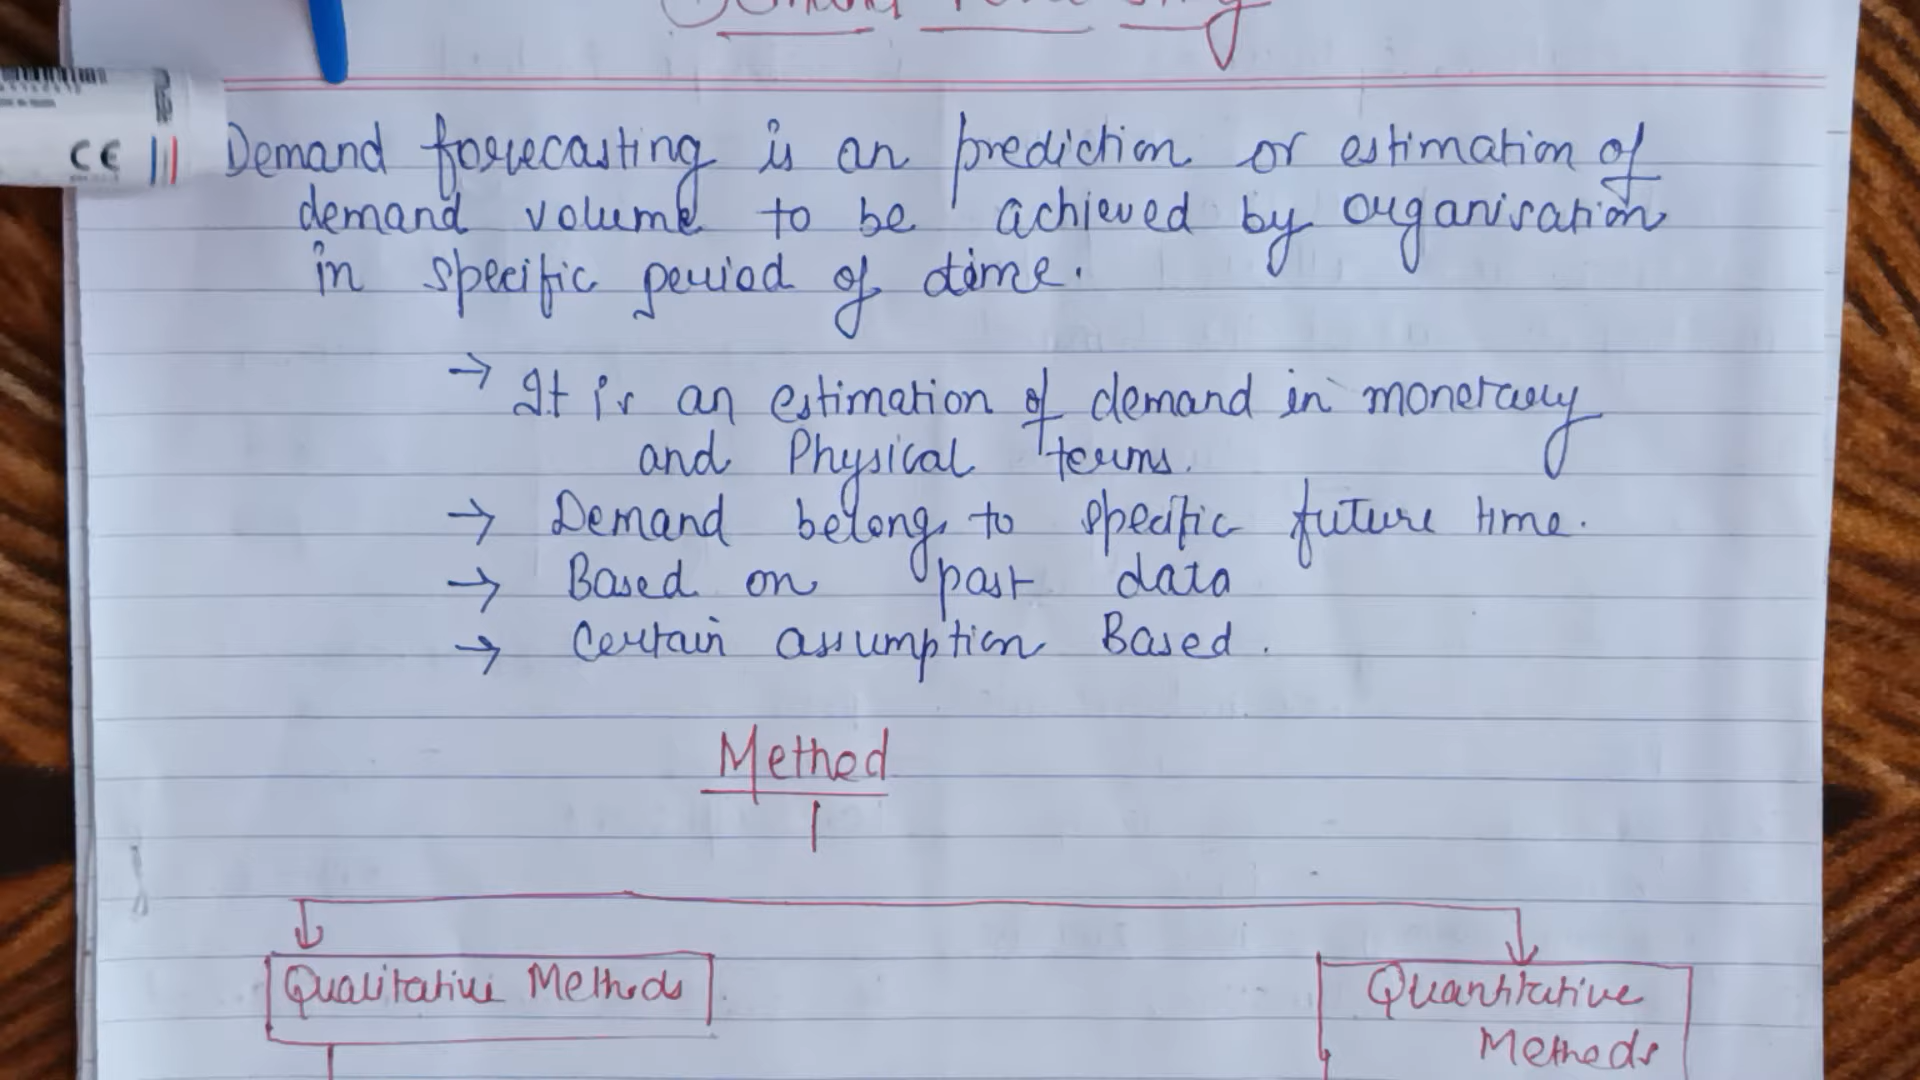 Demand forecasting is an prediction or estimation of
demand volume to be achieved by organisation
in specific period of time.
→ It is an estimation of demand in monetary
and Physical terms.
→ Demand belong to specific future time.
→ Based on past data
→ Certain assumption Based.
Method
Qualitative Methods
Quantitative
Methods
CE